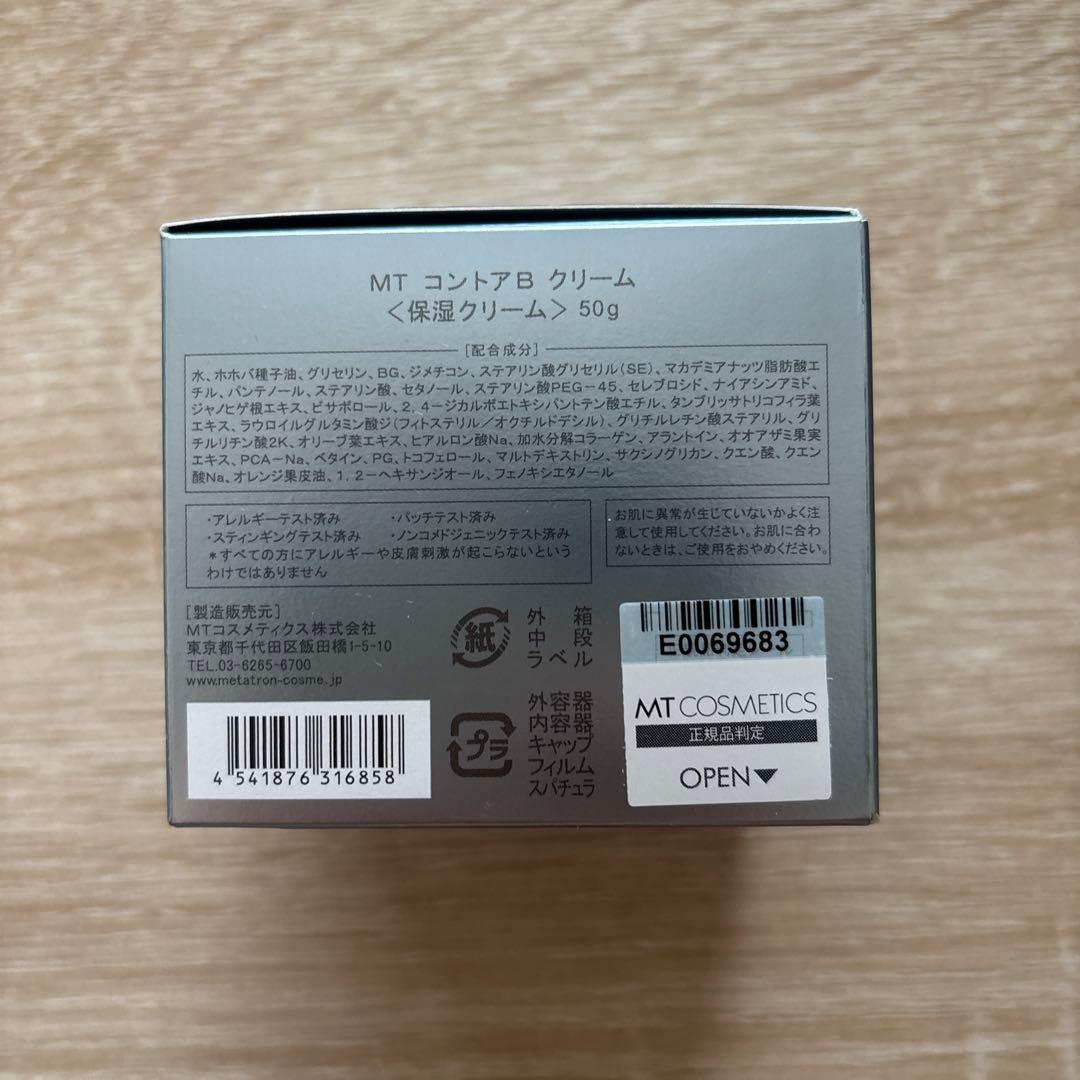 MT コントアB クリーム
〈保湿クリーム〉50g
[配合成分]
水、ホホバ種子油、グリセリン、BG、ジメチコン、ステアリン酸グリセリル(SE)、マカデミアナッツ脂肪酸エ
チル、パンテノール、ステアリン酸、セタノール、ステアリン酸PEG-45、セレブロシド、ナイアシンアミド、
ジャノヒゲ根エキス、ビサボロール、2,4-ジカルボエトキシパントテン酸エチル、タンブリッサトリコフィラ葉
エキス、ラウロイルグルタミン酸ジ(フィトステリル/オクチルドデシル)、グリチルレチン酸ステアリル、グリ
チルリチン酸2K、オリーブ葉エキス、ヒアルロン酸Na、加水分解コラーゲン、アラントイン、オオアザミ果実
エキス、PCA-Na、ベタイン、PG、トコフェロール、マルトデキストリン、サクシノグリカン、クエン酸、クエン
酸Na、オレンジ果皮油、1,2-ヘキサンジオール、フェノキシエタノール
・アレルギーテスト済み ・パッチテスト済み
・スティンギングテスト済み ・ノンコメドジェニックテスト済み
*すべての方にアレルギーや皮膚刺激が起こらないという
わけではありません
お肌に異常が生じていないかよく注
意して使用してください。お肌に合わ
ないときは、ご使用をおやめください。
[製造販売元]
MTコスメティクス株式会社
東京都千代田区飯田橋1-5-10
TEL.03-6265-6700
www.metatron-cosme.jp
4 541876 316858
紙
外箱
中段
ラベル
プラ
外容器
内容器
キャップ
フィルム
スパチュラ
E0069683
MT COSMETICS
正規品判定
OPEN▼